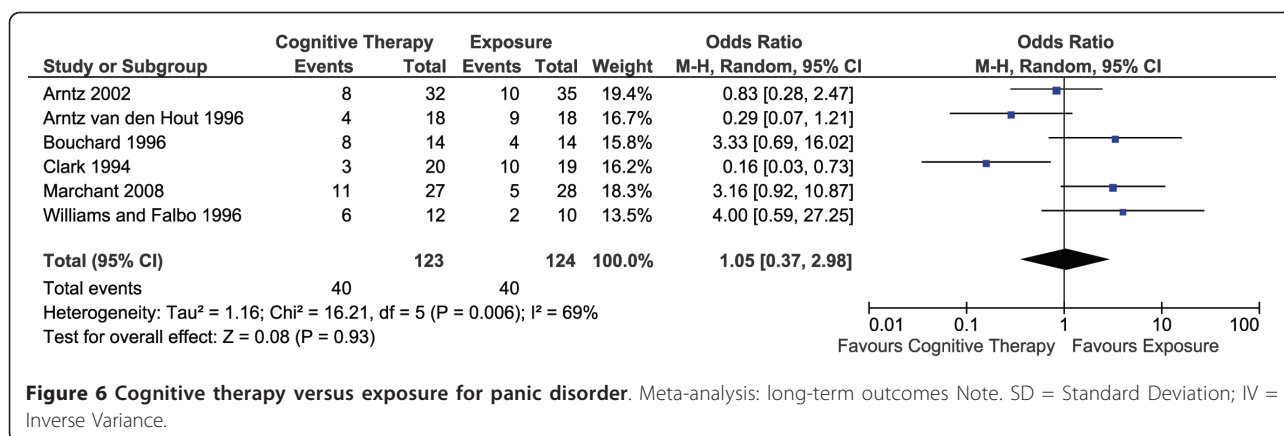 Cognitive Therapy Exposure Odds Ratio Odds Ratio
Study or Subgroup Events Total Events Total Weight M-H, Random, 95% CI M-H, Random, 95% CI
Arntz 2002 8 32 10 35 19.4% 0.83 [0.28, 2.47]
Arntz van den Hout 1996 4 18 9 18 16.7% 0.29 [0.07, 1.21]
Bouchard 1996 8 14 4 14 15.8% 3.33 [0.69, 16.02]
Clark 1994 3 20 10 19 16.2% 0.16 [0.03, 0.73]
Marchant 2008 11 27 5 28 18.3% 3.16 [0.92, 10.87]
Williams and Falbo 1996 6 12 2 10 13.5% 4.00 [0.59, 27.25]
Total (95% CI) 123 124 100.0% 1.05 [0.37, 2.98]
Total events 40 40
Heterogeneity: Tau² = 1.16; Chi² = 16.21, df = 5 (P = 0.006); I² = 69%
Test for overall effect: Z = 0.08 (P = 0.93)
0.01 0.1 1 10 100
Favours Cognitive Therapy Favours Exposure
Figure 6 Cognitive therapy versus exposure for panic disorder. Meta-analysis: long-term outcomes Note. SD = Standard Deviation; IV =
Inverse Variance.